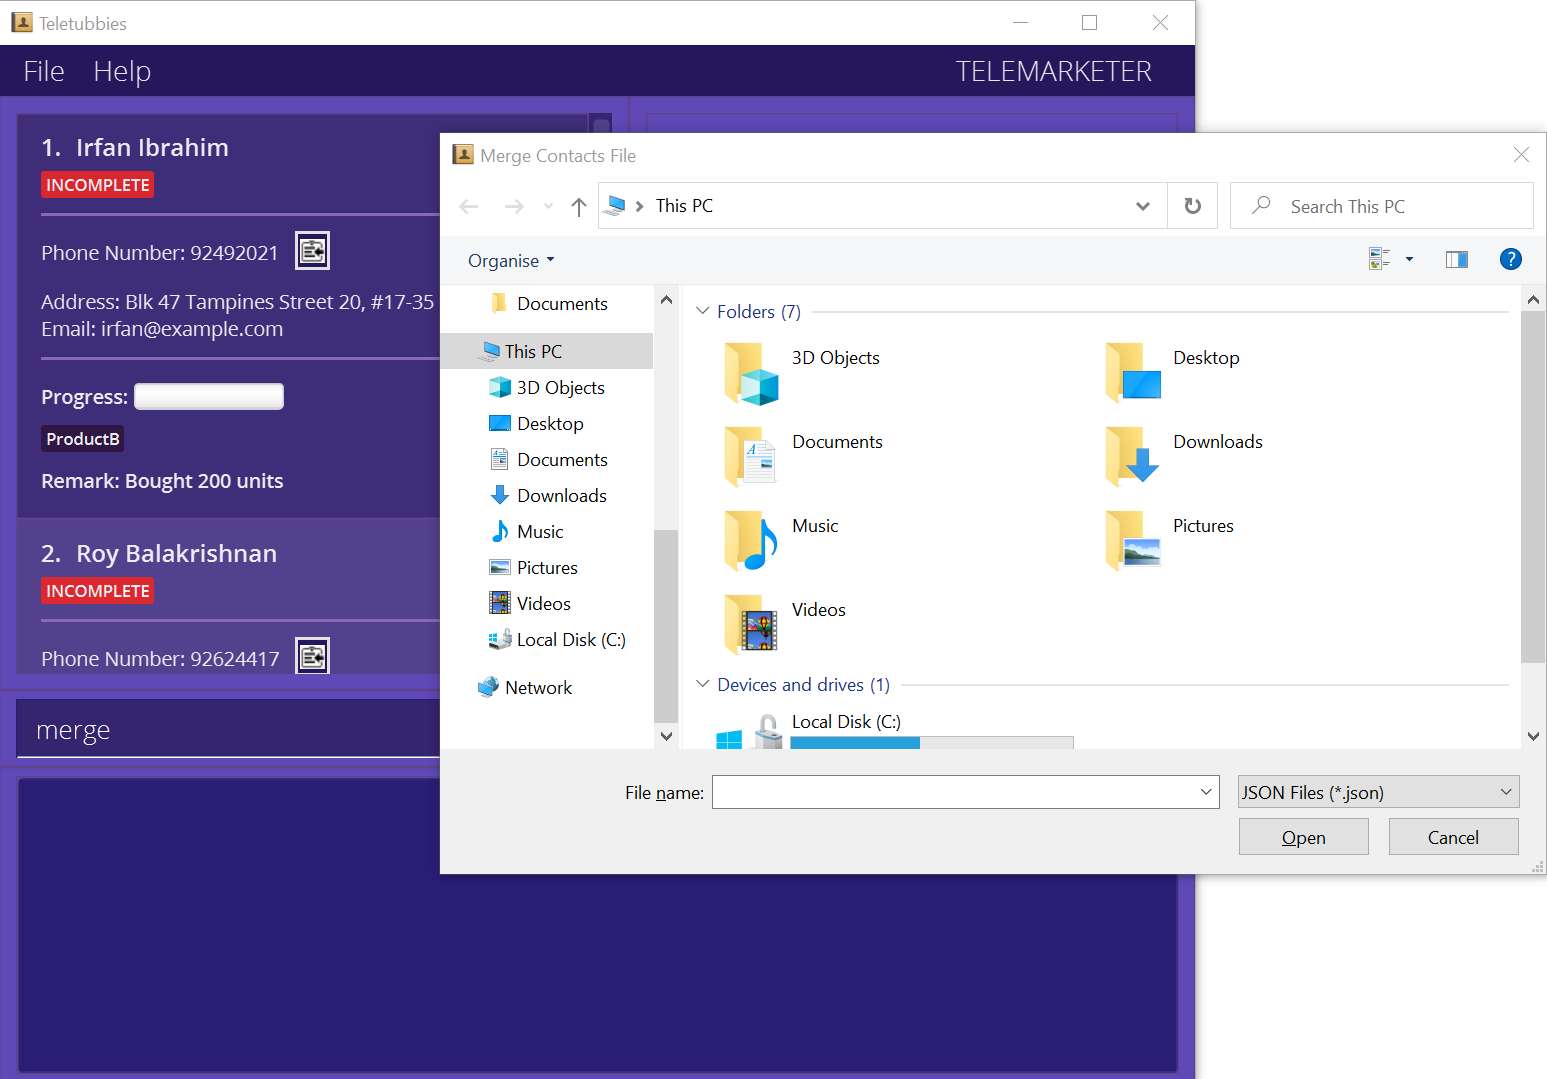 Teletubbies
File Help TELEMARKETER
1. Irfan Ibrahim
INCOMPLETE
Phone Number: 92492021
Address: Blk 47 Tampines Street 20, #17-35
Email: irfan@example.com
Progress:
ProductB
Remark: Bought 200 units
2. Roy Balakrishnan
INCOMPLETE
Phone Number: 92624417
merge
Merge Contacts File
This PC
Search This PC
Organise
Documents
This PC
3D Objects
Desktop
Documents
Downloads
Music
Pictures
Videos
Local Disk (C:)
Network
Folders (7)
3D Objects
Desktop
Documents
Downloads
Music
Pictures
Videos
Devices and drives (1)
Local Disk (C:)
File name:
JSON Files (*.json)
Open
Cancel